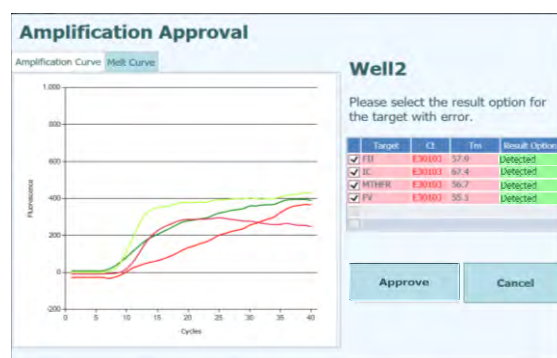 Amplification Approval
Amplification Curve Melt Curve
1.000
800
600
400
200
0
-200
0 5 10 15 20 25 30 35 40
Fluorescence
Cycles
Well2
Please select the result option for
the target with error.
Target Ct Tm Result Option
FII E30103 57.0 Detected
IC E30103 67.4 Detected
MTHFR E30103 56.7 Detected
FV E30103 55.1 Detected
Approve Cancel